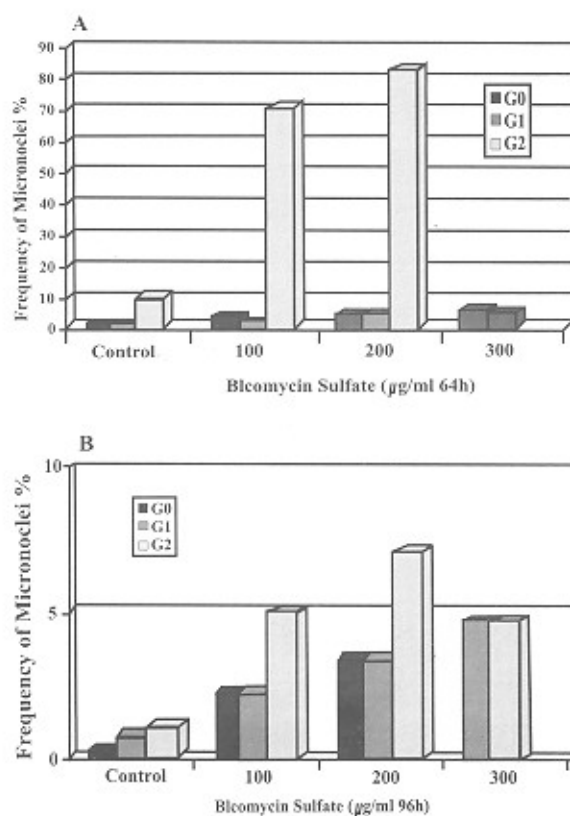 A
Frequency of Micronoclei %
90
80
70
60
50
40
30
20
10
0
G0
G1
G2
Control 100 200 300
Blcomycin Sulfate (µg/ml 64h)
B
Frequency of Micronoclei %
10
5
0
G0
G1
G2
Control 100 200 300
Blcomycin Sulfate (µg/ml 96h)